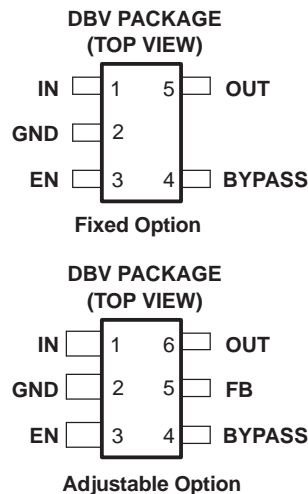 DBV PACKAGE
(TOP VIEW)
IN 1 5 OUT
GND 2
EN 3 4 BYPASS
Fixed Option
DBV PACKAGE
(TOP VIEW)
IN 1 6 OUT
GND 2 5 FB
EN 3 4 BYPASS
Adjustable Option